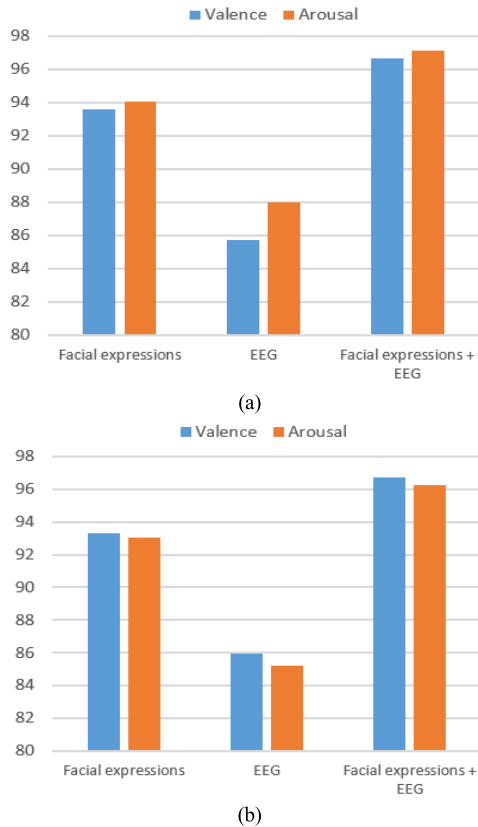 Valence Arousal
98
96
94
92
90
88
86
84
82
80
Facial expressions EEG Facial expressions +
EEG
(a)
Valence Arousal
98
96
94
92
90
88
86
84
82
80
Facial expressions EEG Facial expressions +
EEG
(b)